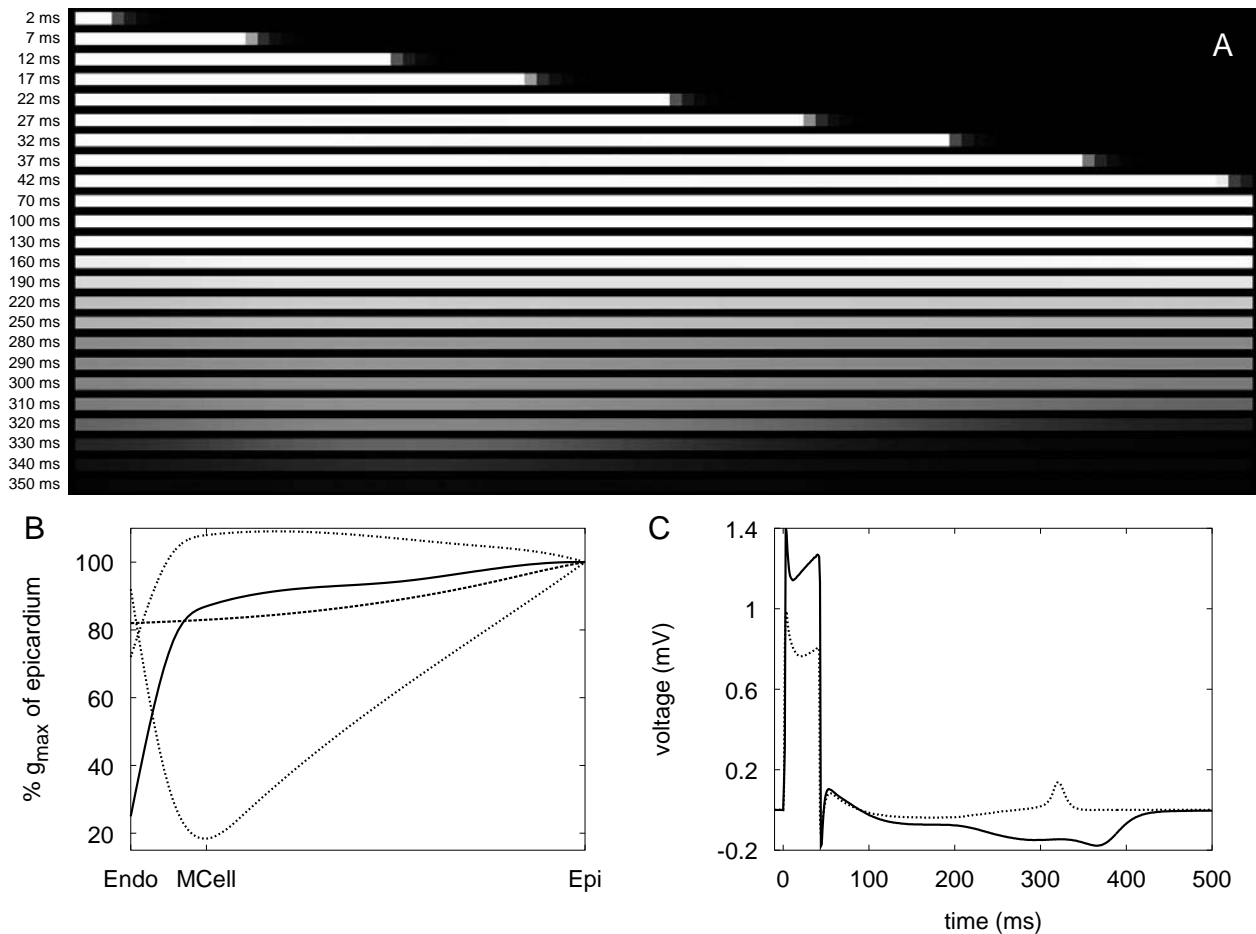 2 ms
7 ms
12 ms
17 ms
22 ms
27 ms
32 ms
37 ms
42 ms
70 ms
100 ms
130 ms
160 ms
190 ms
220 ms
250 ms
280 ms
290 ms
300 ms
310 ms
320 ms
330 ms
340 ms
350 ms
A
B
% gmax of epicardium
100
80
60
40
20
Endo MCell Epi
C
voltage (mV)
1.4
1
0.6
0.2
-0.2
0 100 200 300 400 500
time (ms)